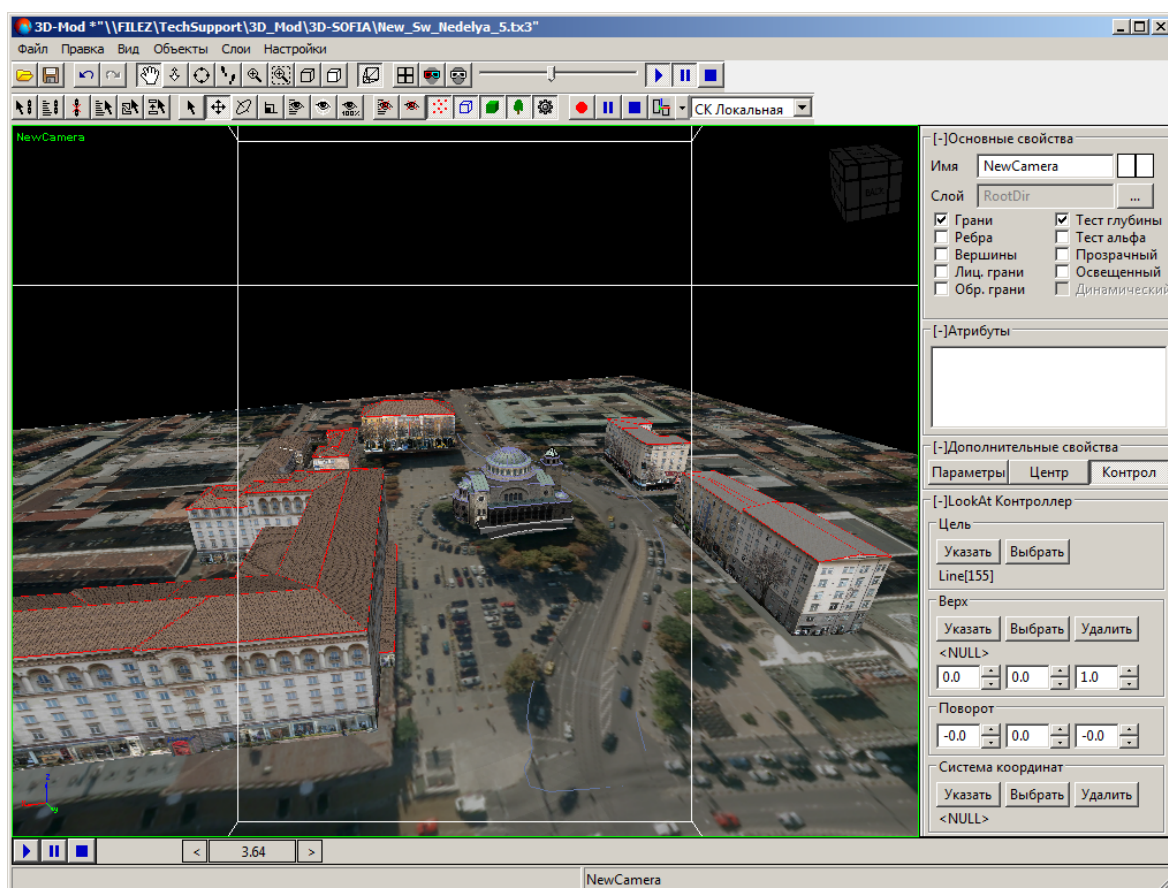 3D-Mod *"\\FILEZ\TechSupport\3D_Mod\3D-SOFIA\New_Sw_Nedelya_5.tx3"
Файл Правка Вид Объекты Слои Настройки
100%
СК Локальная
NewCamera
BACK
[-]Основные свойства
Имя NewCamera
Слой RootDir ...
Грани Тест глубины
Ребра Тест альфа
Вершины Прозрачный
Лиц. грани Освещенный
Обр. грани Динамический
[-]Атрибуты
[-]Дополнительные свойства
Параметры Центр Контрол
[-]LookAt Контроллер
Цель
Указать Выбрать
Line[155]
Верх
Указать Выбрать Удалить
<NULL>
0.0 0.0 1.0
Поворот
-0.0 0.0 -0.0
Система координат
Указать Выбрать Удалить
<NULL>
z
x
y
< 3.64 >
NewCamera